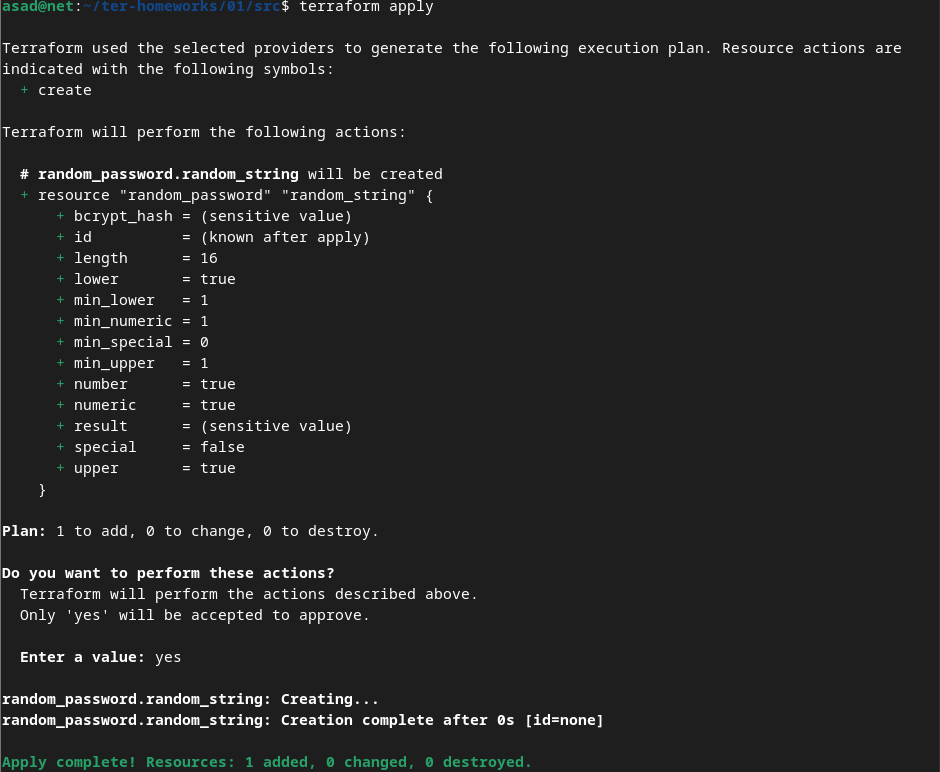 asad@net:~/ter-homeworks/01/src$ terraform apply
Terraform used the selected providers to generate the following execution plan. Resource actions are
indicated with the following symbols:
  + create
Terraform will perform the following actions:
  # random_password.random_string will be created
  + resource "random_password" "random_string" {
      + bcrypt_hash = (sensitive value)
      + id          = (known after apply)
      + length      = 16
      + lower       = true
      + min_lower   = 1
      + min_numeric = 1
      + min_special = 0
      + min_upper   = 1
      + number      = true
      + numeric     = true
      + result      = (sensitive value)
      + special     = false
      + upper       = true
    }
Plan: 1 to add, 0 to change, 0 to destroy.
Do you want to perform these actions?
  Terraform will perform the actions described above.
  Only 'yes' will be accepted to approve.
  Enter a value: yes
random_password.random_string: Creating...
random_password.random_string: Creation complete after 0s [id=none]
Apply complete! Resources: 1 added, 0 changed, 0 destroyed.